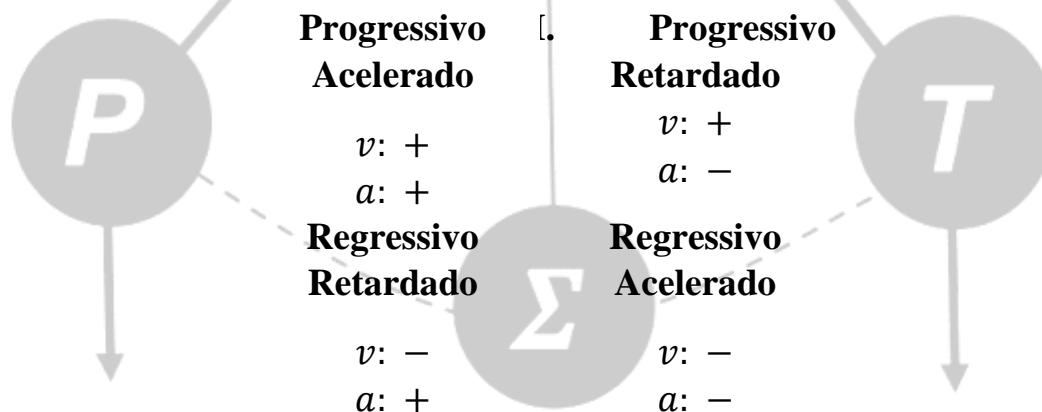 Progressivo I. Progressivo
Acelerado Retardado
v: + v: +
a: + a: −
Regressivo Regressivo
Retardado Acelerado
v: − v: −
a: + a: −
P Σ T